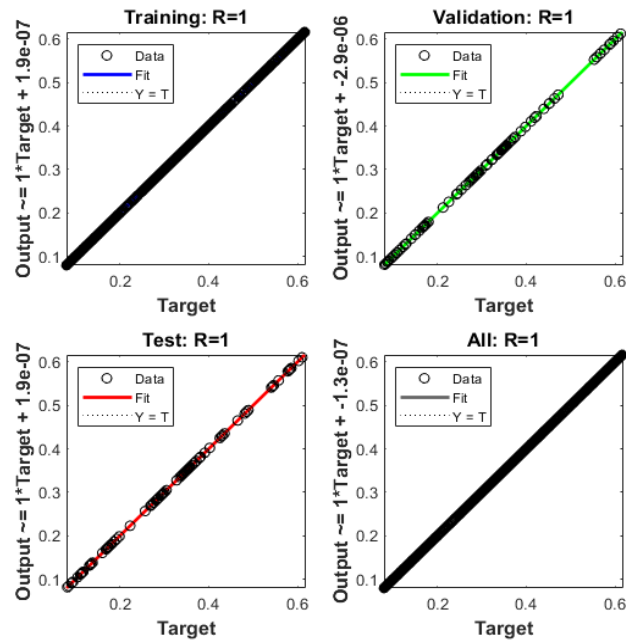 Training: R=1
Output ~= 1*Target + 1.9e-07
Data
Fit
Y = T
0.6
0.5
0.4
0.3
0.2
0.1
0.2 0.4 0.6
Target
Validation: R=1
Output ~= 1*Target + -2.9e-06
Data
Fit
Y = T
0.6
0.5
0.4
0.3
0.2
0.1
0.2 0.4 0.6
Target
Test: R=1
Output ~= 1*Target + 1.9e-07
Data
Fit
Y = T
0.6
0.5
0.4
0.3
0.2
0.1
0.2 0.4 0.6
Target
All: R=1
Output ~= 1*Target + -1.3e-07
Data
Fit
Y = T
0.6
0.5
0.4
0.3
0.2
0.1
0.2 0.4 0.6
Target